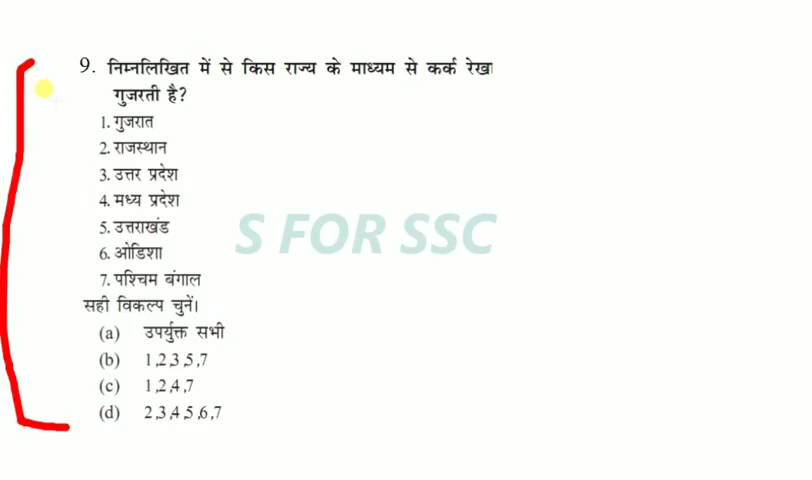 9. निम्नलिखित में से किस राज्य के माध्यम से कर्क रेखा
गुजरती है?
1. गुजरात
2. राजस्थान
3. उत्तर प्रदेश
4. मध्य प्रदेश
5. उत्तराखंड
6. ओडिशा
7. पश्चिम बंगाल
सही विकल्प चुनें।
(a) उपर्युक्त सभी
(b) 1,2,3,5,7
(c) 1,2,4,7
(d) 2,3,4,5,6,7
S FOR SSC